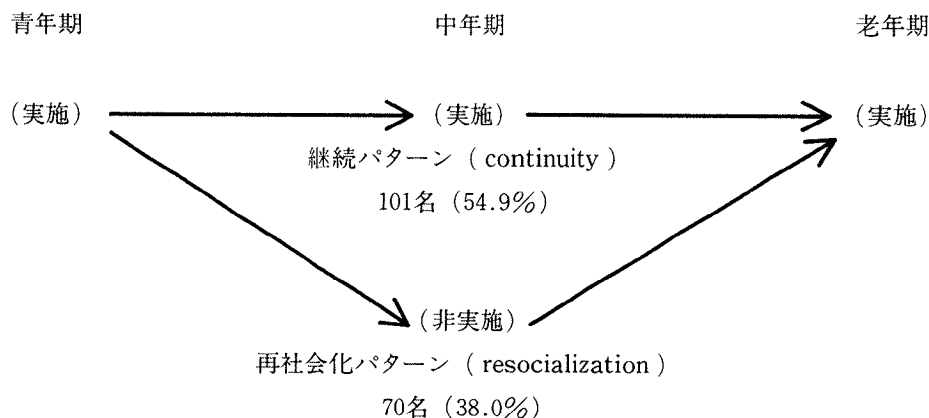 青年期 中年期 老年期
(実施) (実施) (実施)
継続パターン ( continuity )
101名 (54.9%)
(非実施)
再社会化パターン ( resocialization )
70名 (38.0%)